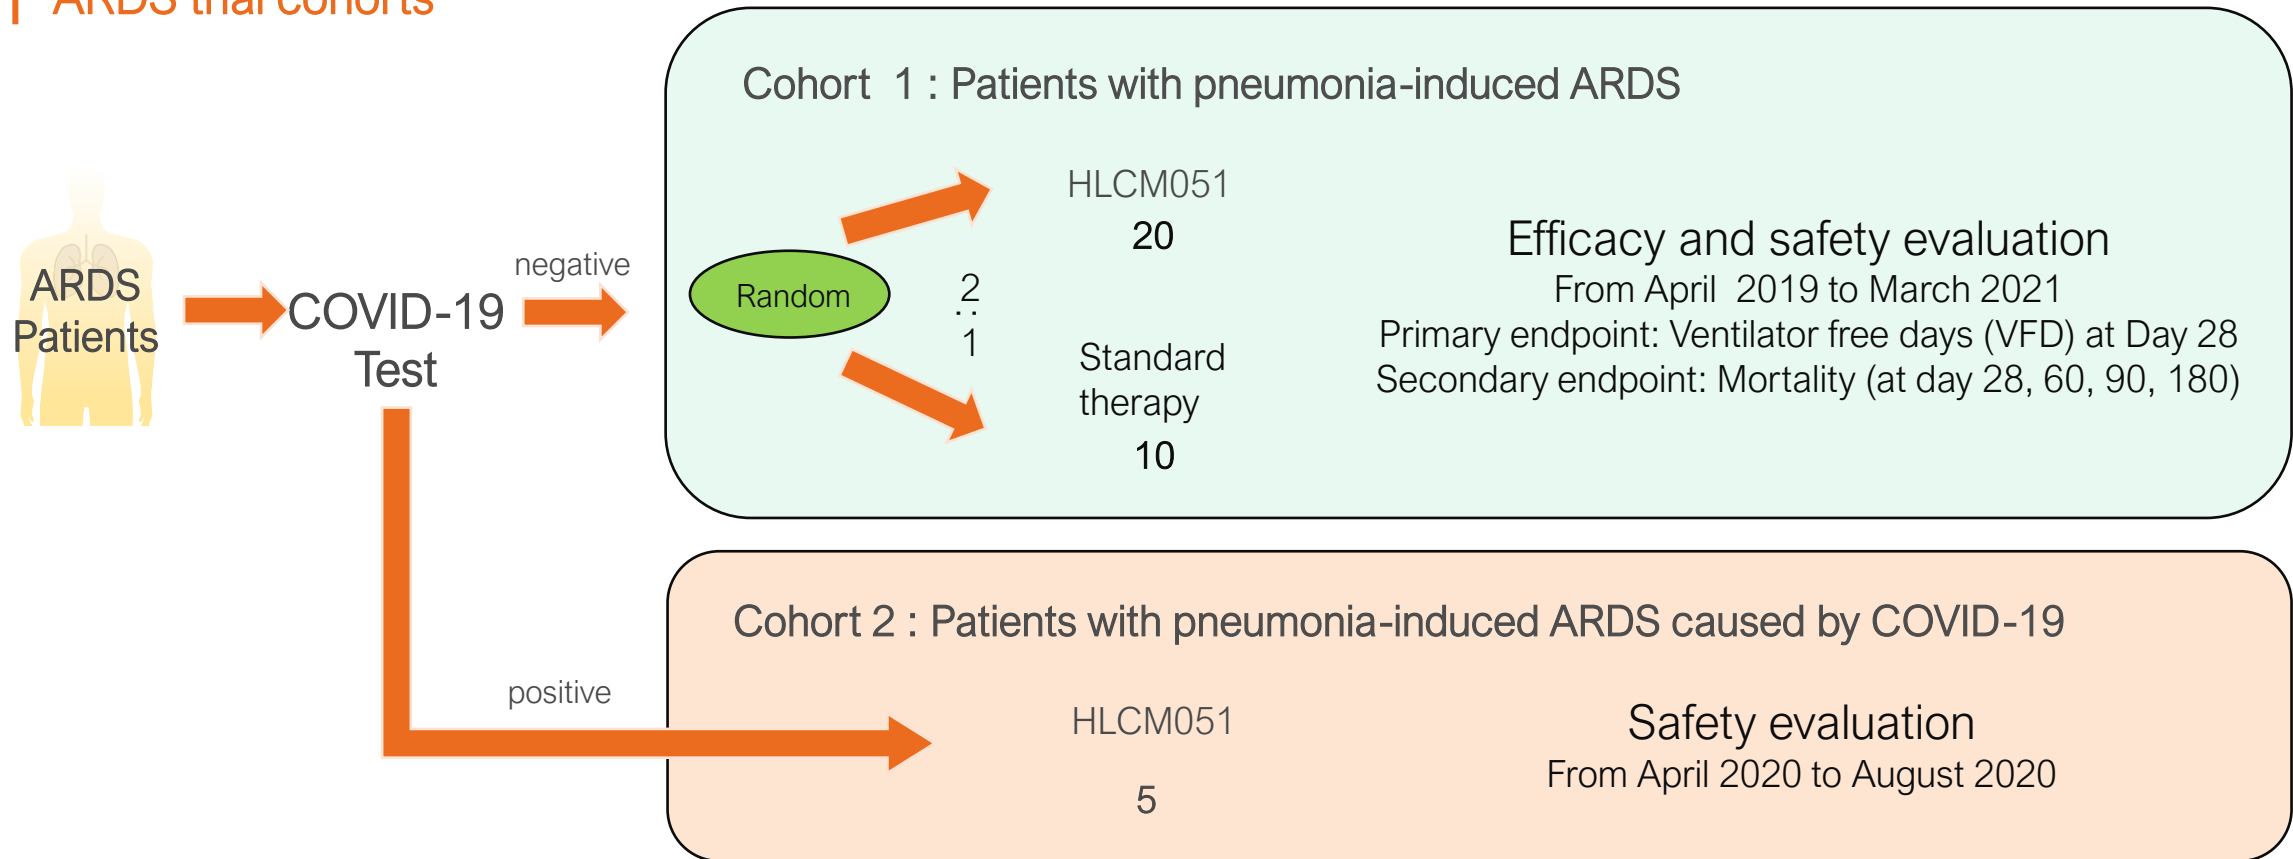 ARDS trial cohorts
Cohort 1 : Patients with pneumonia-induced ARDS
ARDS
Patients
COVID-19
Test
negative
Random
HLCM051
20
2
:
1
Standard
therapy
10
Efficacy and safety evaluation
From April 2019 to March 2021
Primary endpoint: Ventilator free days (VFD) at Day 28
Secondary endpoint: Mortality (at day 28, 60, 90, 180)
Cohort 2 : Patients with pneumonia-induced ARDS caused by COVID-19
positive
HLCM051
5
Safety evaluation
From April 2020 to August 2020